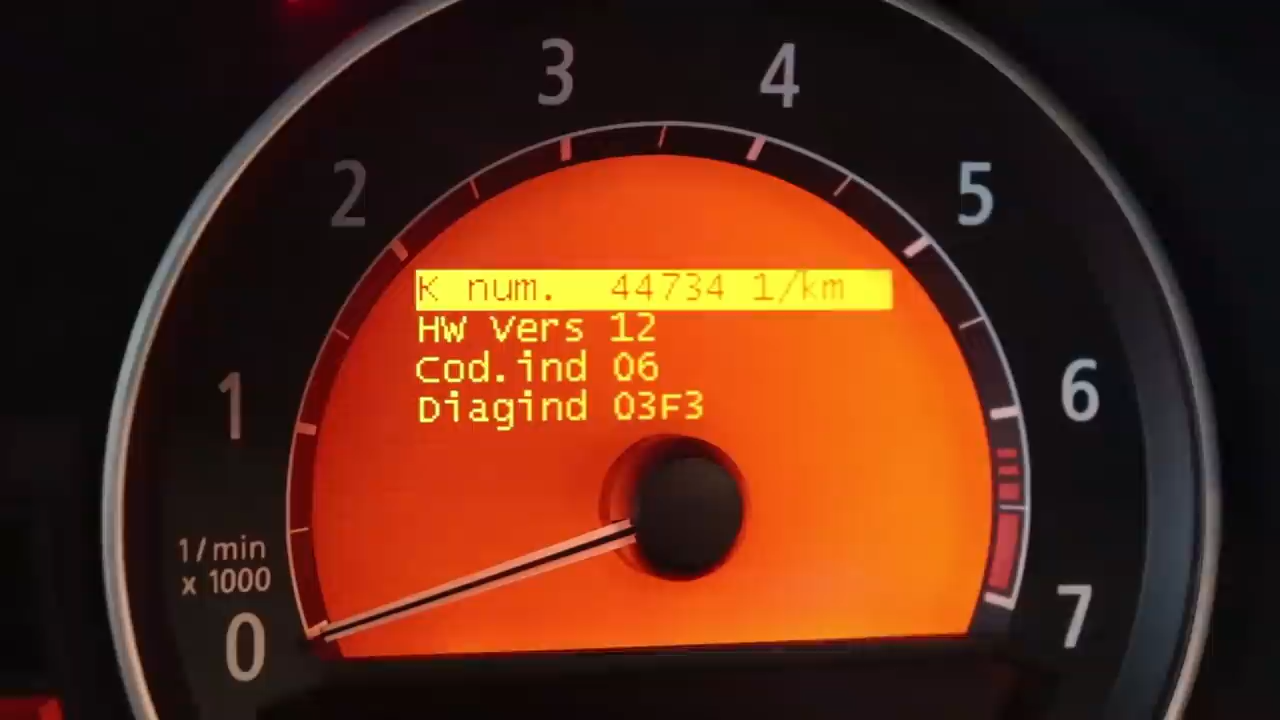 3 4
2 5
K num. 44734 1/km
HW Vers 12
Cod.ind 06
Diagind 03F3
1 6
1/min
x 1000
0 7